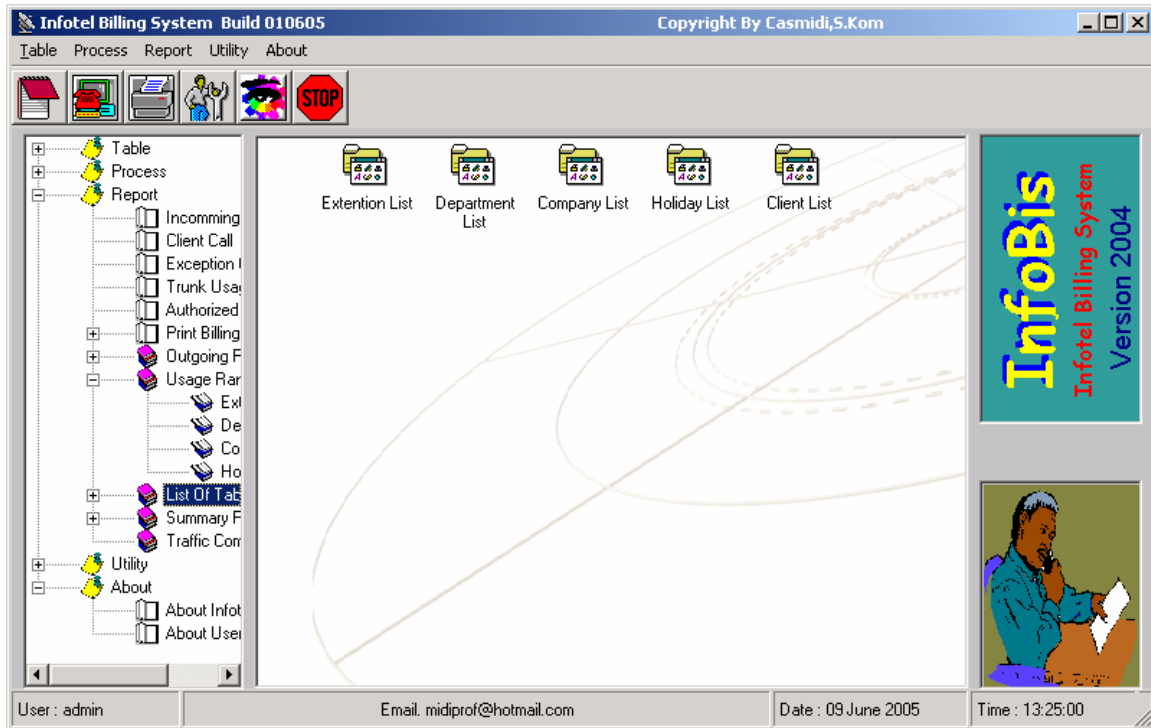 Infotel Billing System Build 010605 Copyright By Casmidi,S.Kom
Table Process Report Utility About
STOP
Table
Process
Report
Incomming
Client Call
Exception
Trunk Usa
Authorized
Print Billing
Outgoing F
Usage Ran
Ext
De
Co
Ho
List Of Tab
Summary F
Traffic Com
Utility
About
About Infot
About User
Extention List
Department
List
Company List
Holiday List
Client List
InfoBis
Infotel Billing System
Version 2004
User : admin
Email. midiprof@hotmail.com
Date : 09 June 2005
Time : 13:25:00